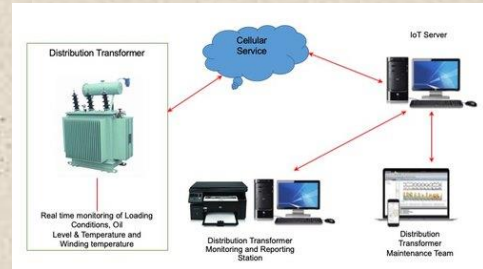 Distribution Transformer
Cellular
Service
IoT Server
Real time monitoring of Loading
Conditions, Oil
Level & Temperature and
Winding temperature
Distribution Transformer
Monitoring and Reporting
Station
Distribution
Transformer
Maintenance Team